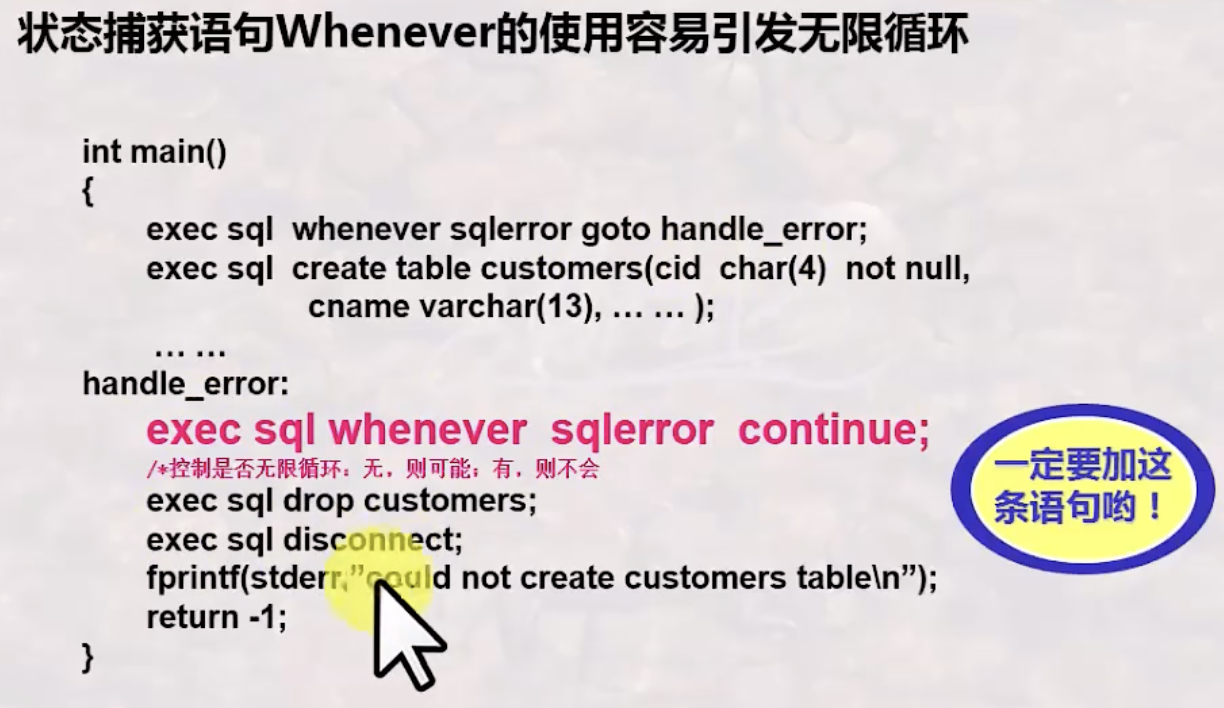 状态捕获语句Whenever的使用容易引发无限循环
int main()
{
exec sql whenever sqlerror goto handle_error;
exec sql create table customers(cid char(4) not null,
cname varchar(13), … … );
… …
handle_error:
exec sql whenever sqlerror continue;
/*控制是否无限循环：无，则可能；有，则不会
exec sql drop customers;
exec sql disconnect;
fprintf(stderr,”could not create customers table\n”);
return -1;
}
一定要加这
条语句哟！